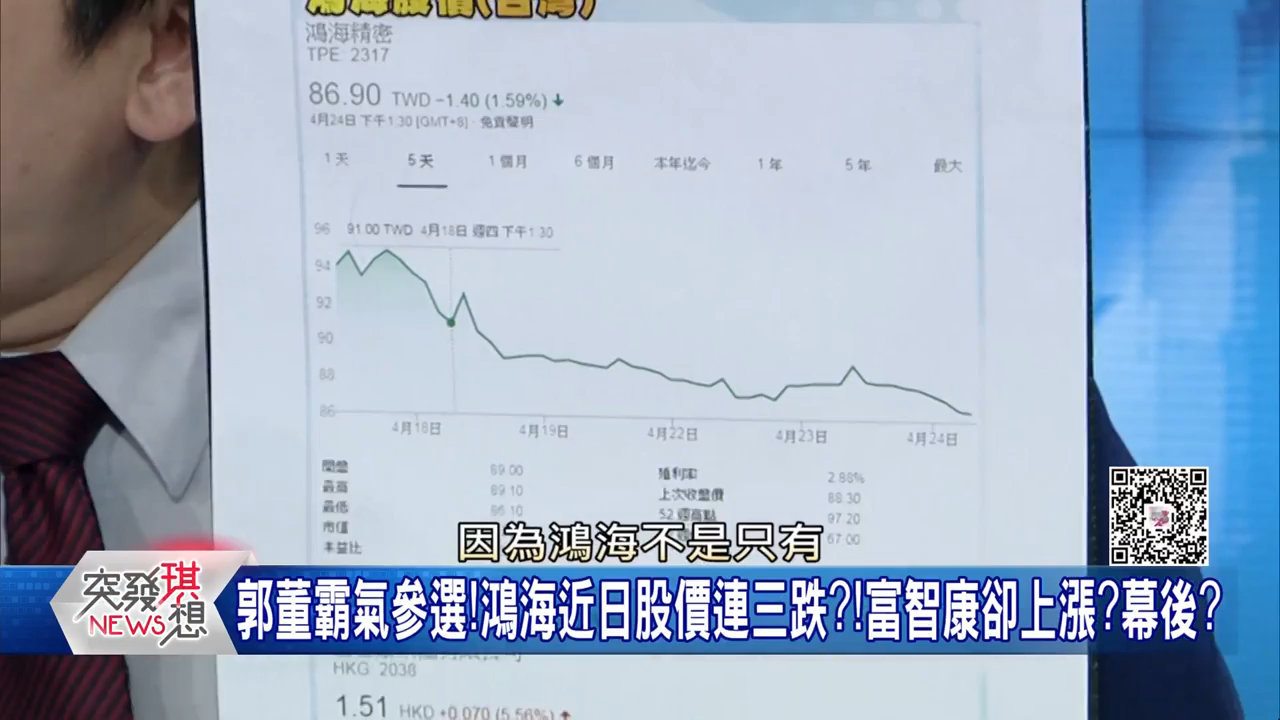 鴻海股價(台灣)
鴻海精密
TPE: 2317
86.90 TWD −1.40 (1.59%) ↓
4月24日 下午1:30 [GMT+8] · 免責聲明
1 天 5 天 1 個月 6 個月 本年迄今 1 年 5 年 最大
96 91.00 TWD 4月18日 週四 下午1:30
94
92
90
88
86
4月18日 4月19日 4月22日 4月23日 4月24日
開盤 89.00 殖利率 2.88%
最高 89.10 上次收盤價 88.30
最低 86.10 52 週高點 97.20
市值 67.00
本益比
因為鴻海不是只有
突發琪想
NEWS
郭董霸氣參選!鴻海近日股價連三跌?!富智康卻上漲?幕後?
HKG: 2038
1.51 HKD +0.070 (5.56%) ↑